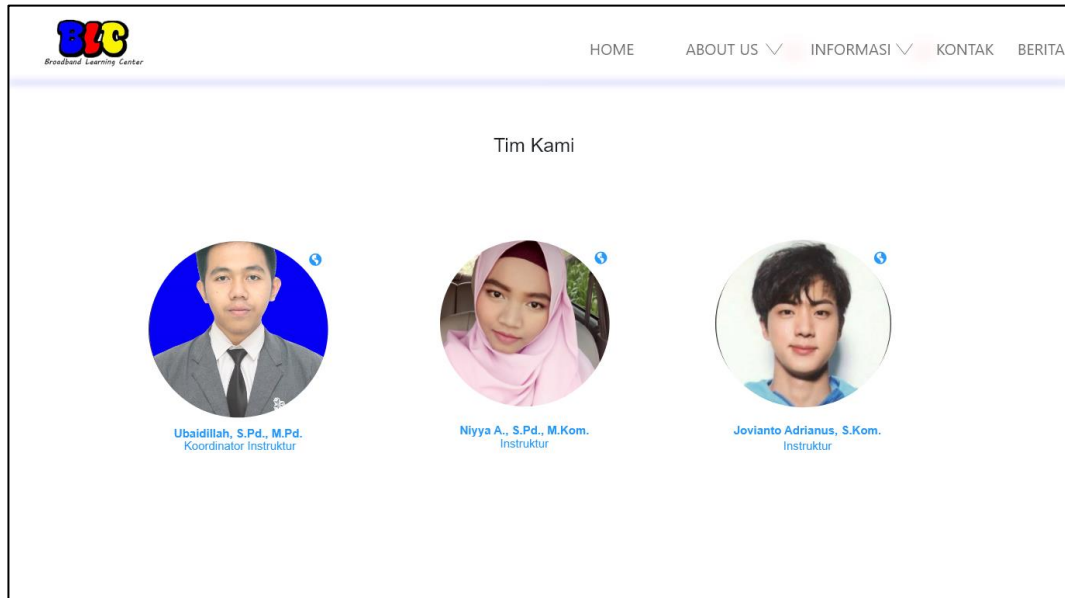 BLC
Broadband Learning Center
HOME ABOUT US INFORMASI KONTAK BERITA
Tim Kami
Ubaidillah, S.Pd., M.Pd.
Koordinator Instruktur
Niyya A., S.Pd., M.Kom.
Instruktur
Jovianto Adrianus, S.Kom.
Instruktur